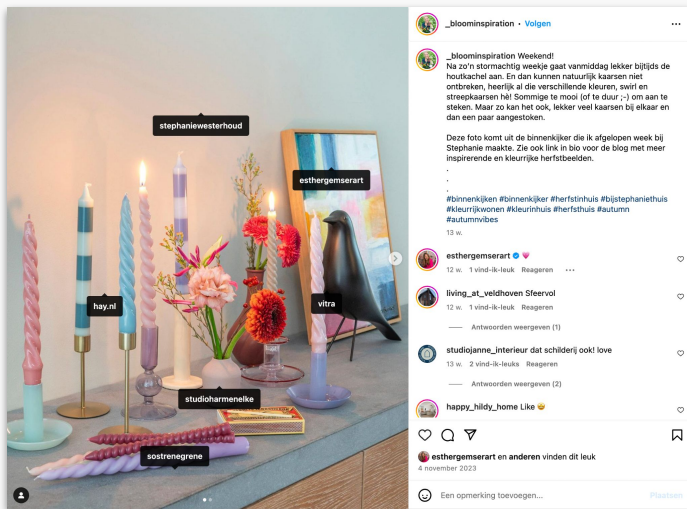 stephaniewesterhoud
esthergemserart
hay.nl
vitra
studioharmenelke
sostrenegrene
_bloominspiration • Volgen
_bloominspiration Weekend!
Na zo'n stormachtig weekje gaat vanmiddag lekker bijtijds de
houtkachel aan. En dan kunnen natuurlijk kaarsen niet
ontbreken, heerlijk al die verschillende kleuren, swirl en
streepkaarsen hè! Sommige te mooi (of te duur ;-) om aan te
steken. Maar zo kan het ook, lekker veel kaarsen bij elkaar en
dan een paar aangestoken.
Deze foto komt uit de binnenkijker die ik afgelopen week bij
Stephanie maakte. Zie ook link in bio voor de blog met meer
inspirerende en kleurrijke herfstbeelden.
.
.
.
#binnenkijken #binnenkijker #herfstinhuis #bijstephaniethuis
#kleurrijkwonen #kleurinhuis #herfsthuis #autumn
#autumnvibes
13 w.
esthergemserart 💗
12 w. 1 vind-ik-leuk Reageren •••
living_at_veldhoven Sfeervol
12 w. 1 vind-ik-leuk Reageren
Antwoorden weergeven (1)
studiojanne_interieur dat schilderij ook! love
13 w. 2 vind-ik-leuks Reageren
Antwoorden weergeven (2)
happy_hildy_home Like 🤩
esthergemserart en anderen vinden dit leuk
4 november 2023
Een opmerking toevoegen...
Plaatsen